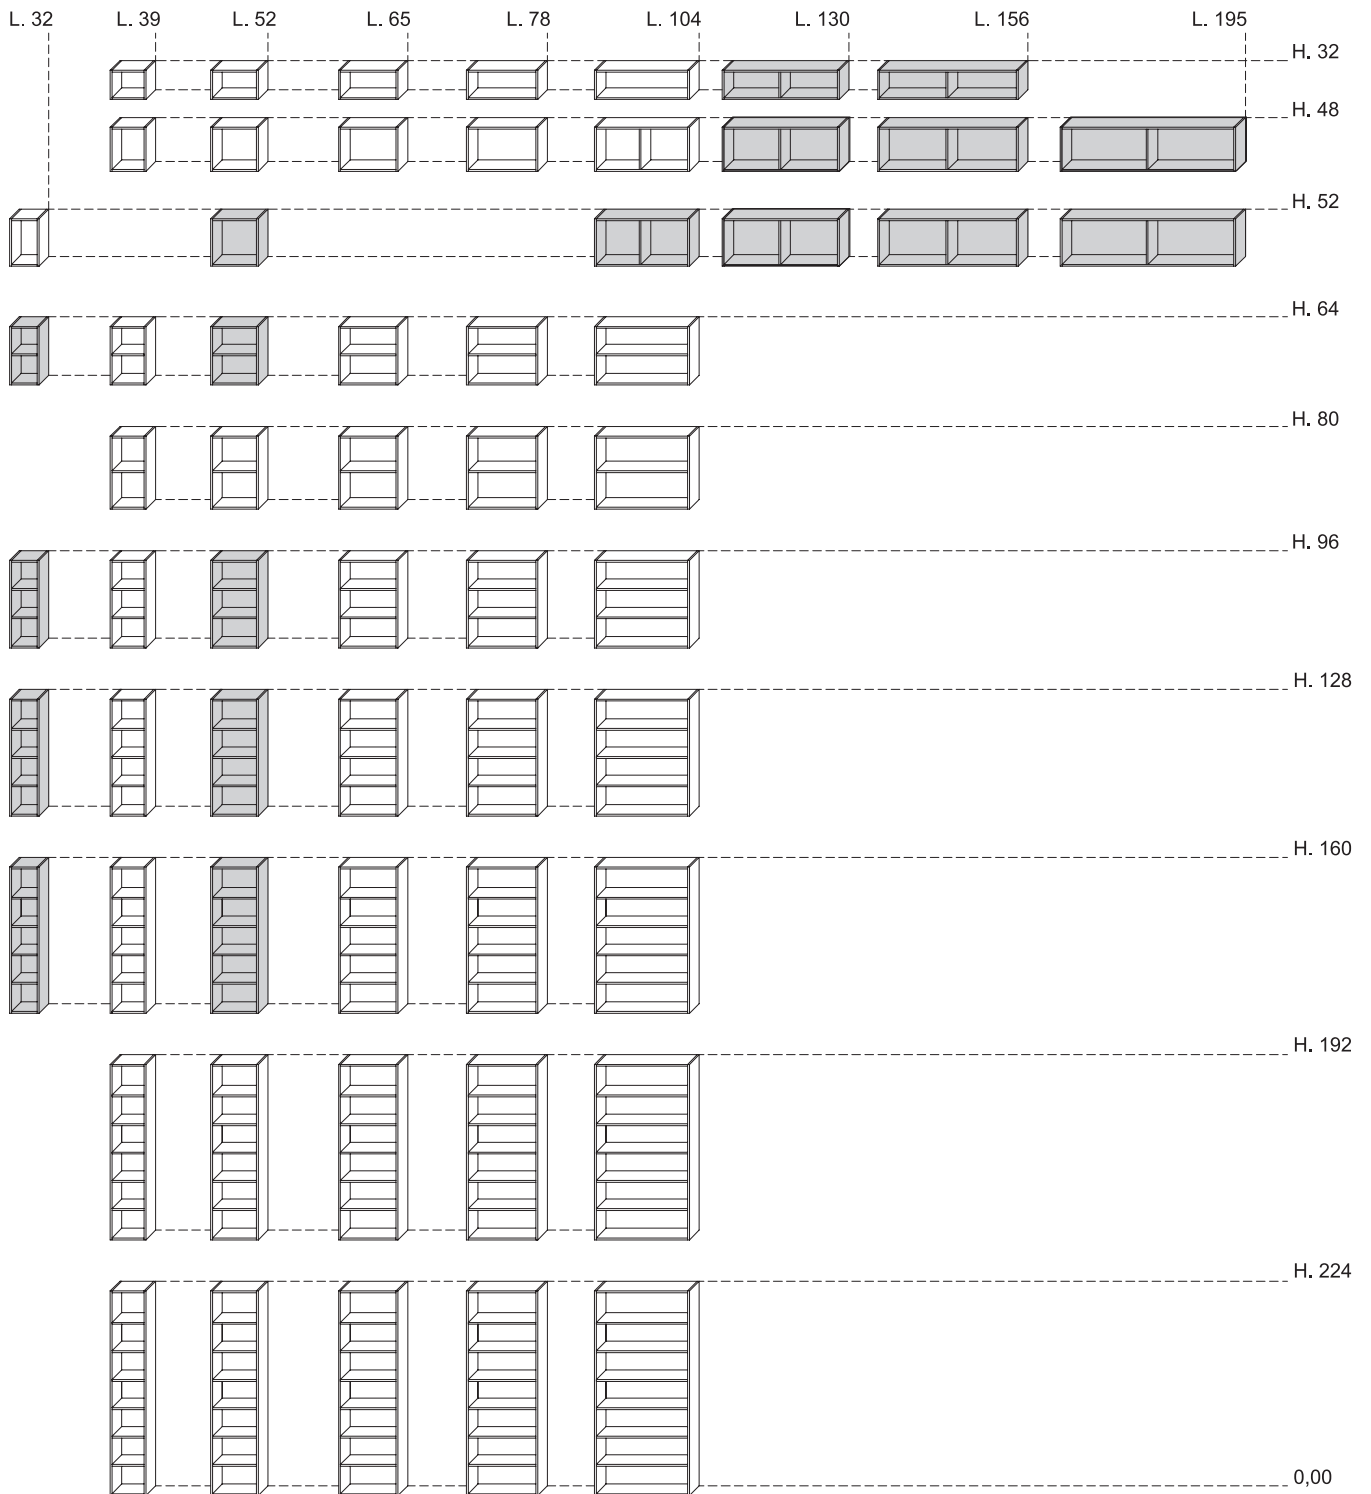 L. 32 L. 39 L. 52 L. 65 L. 78 L. 104 L. 130 L. 156 L. 195
H. 32
H. 48
H. 52
H. 64
H. 80
H. 96
H. 128
H. 160
H. 192
H. 224
0,00